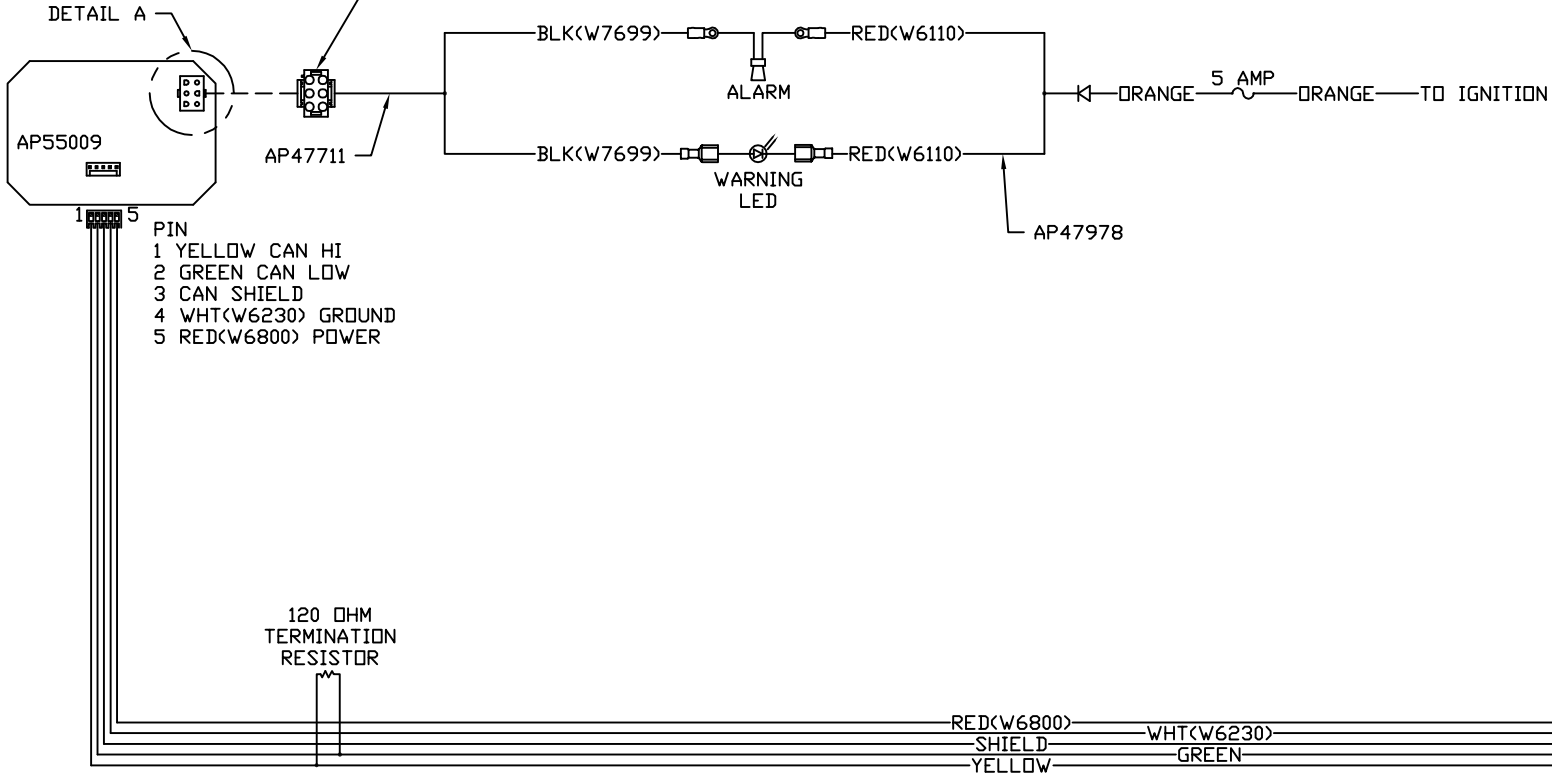 DETAIL A
BLK(W7699)
RED(W6110)
ALARM
5 AMP
ORANGE
ORANGE
TO IGNITION
AP55009
AP47711
BLK(W7699)
RED(W6110)
WARNING
LED
AP47978
1
5
PIN
1 YELLOW CAN HI
2 GREEN CAN LOW
3 CAN SHIELD
4 WHT(W6230) GROUND
5 RED(W6800) POWER
120 OHM
TERMINATION
RESISTOR
RED(W6800)
WHT(W6230)
SHIELD
GREEN
YELLOW